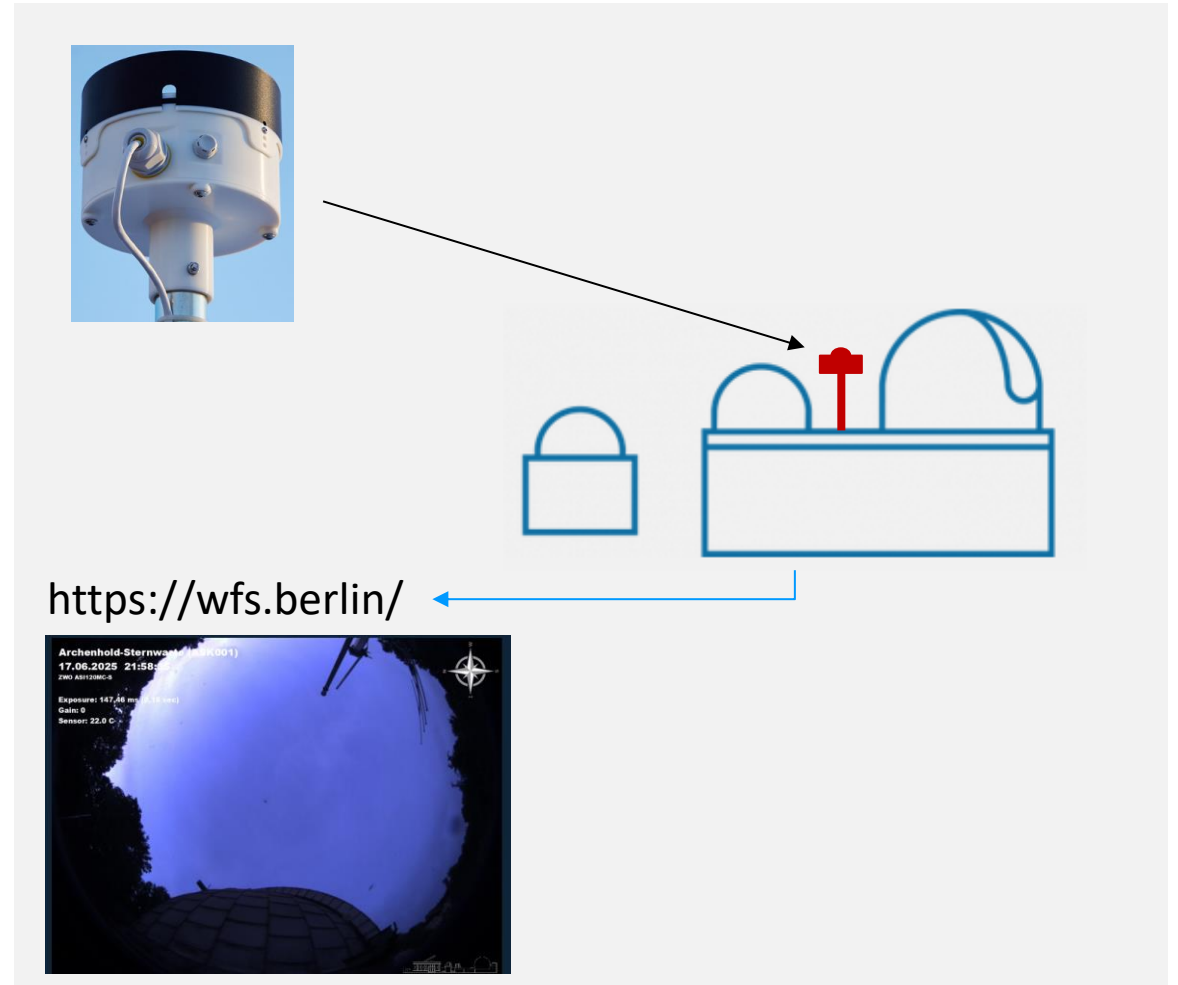 https://wfs.berlin/
Archenhold-Sternwarte (001)
17.06.2025 21:58:
ZWO ASI120MC-S
Exposure: 147.46 ms
Gain: 0
Sensor: 22.0 C